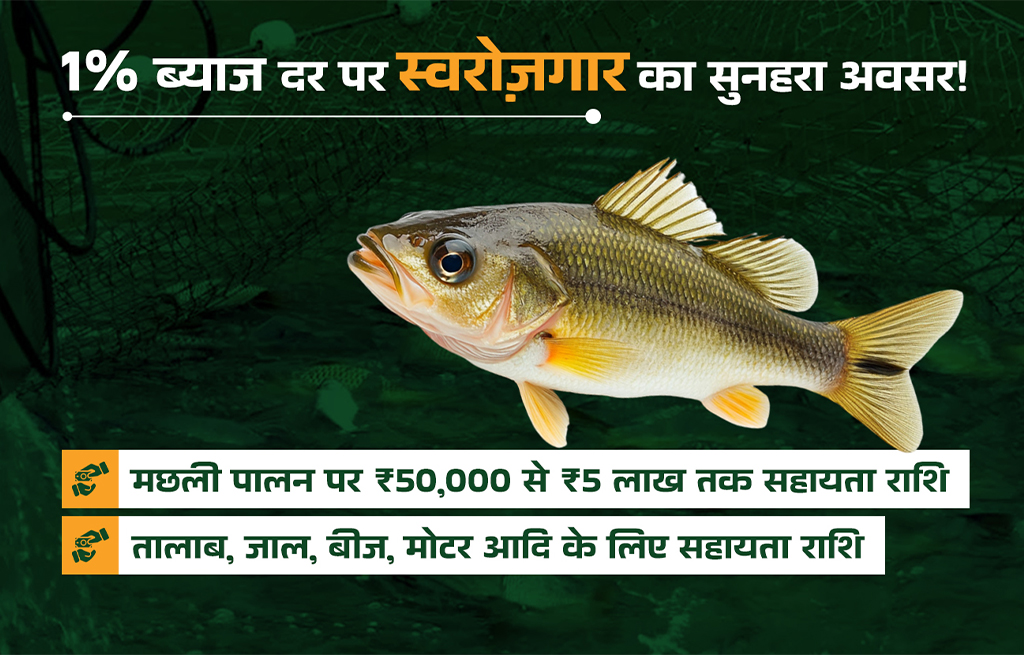 1% ब्याज दर पर स्वरोज़गार का सुनहरा अवसर!
मछली पालन पर ₹50,000 से ₹5 लाख तक सहायता राशि
तालाब, जाल, बीज, मोटर आदि के लिए सहायता राशि